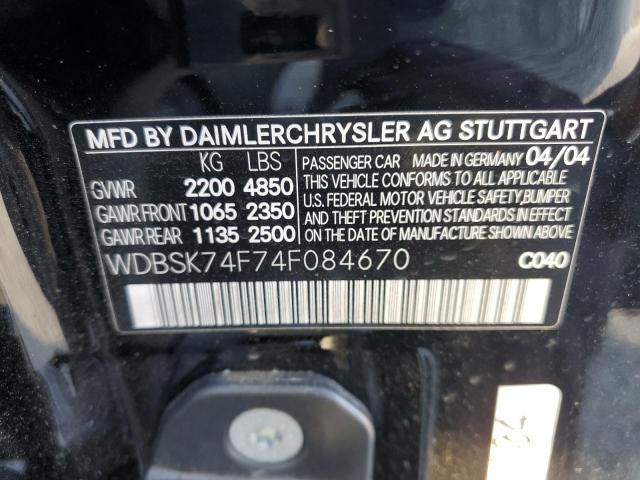 MFD BY DAIMLERCHRYSLER AG STUTTGART
KG LBS
GVWR 2200 4850
GAWR.FRONT 1065 2350
GAWR.REAR 1135 2500
PASSENGER CAR MADE IN GERMANY 04/04
THIS VEHICLE CONFORMS TO ALL APPLICABLE
U.S. FEDERAL MOTOR VEHICLE SAFETY,BUMPER
AND THEFT PREVENTION STANDARDS IN EFFECT
ON DATE OF MANUFACTURE SHOWN ABOVE.
WDBSK74F74F084670 C040